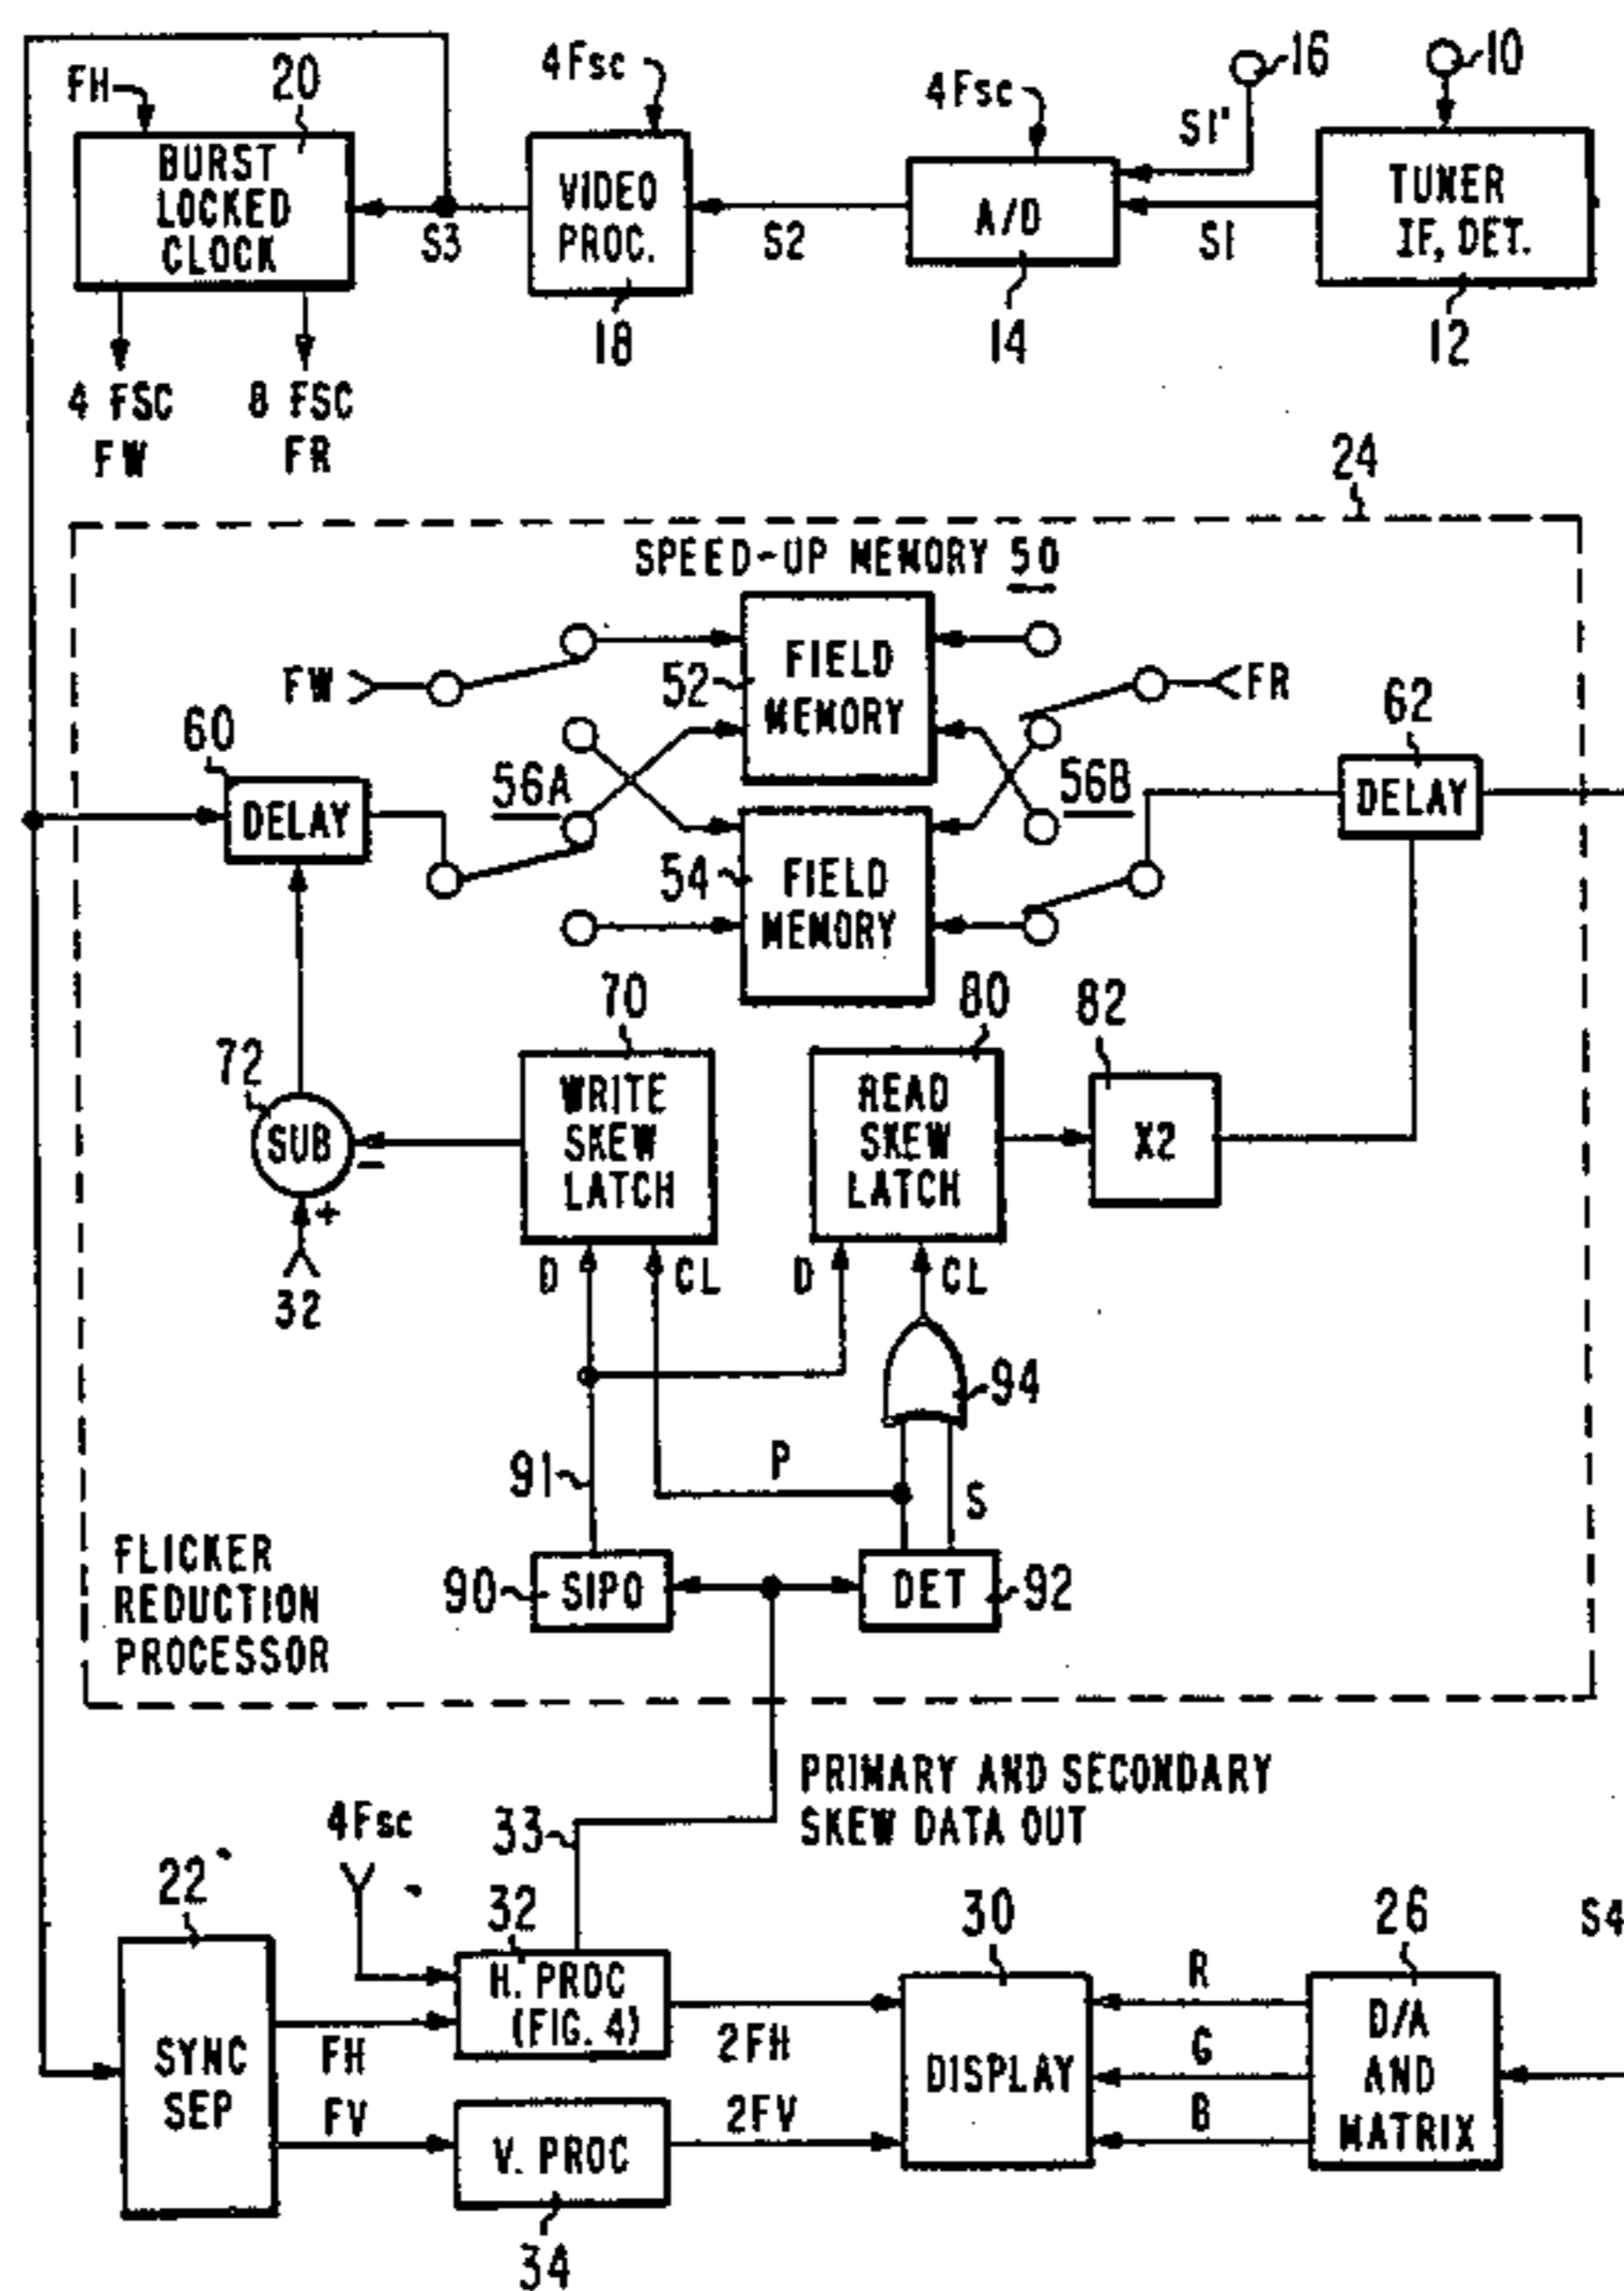 FH
20
4Fsc
4Fsc
16
10
S1'
BURST
LOCKED
CLOCK
S3
VIDEO
PROC.
S2
A/D
S1
TUNER
IF, DET.
18
14
12
4 FSC
FW
8 FSC
FR
24
SPEED-UP MEMORY 50
FW
52
FIELD
MEMORY
FR
60
62
DELAY
56A
56B
DELAY
54
FIELD
MEMORY
70
80
82
72
SUB
-
+
32
WRITE
SKEW
LATCH
READ
SKEW
LATCH
X2
D
CL
D
CL
94
91
P
S
90
SIPO
DET
92
FLICKER
REDUCTION
PROCESSOR
PRIMARY AND SECONDARY
SKEW DATA OUT
4Fsc
33
22
32
30
26
S4
H. PROC
(FIG. 4)
R
SYNC
SEP
FH
FV
2FH
2FV
DISPLAY
G
B
D/A
AND
MATRIX
V. PROC
34